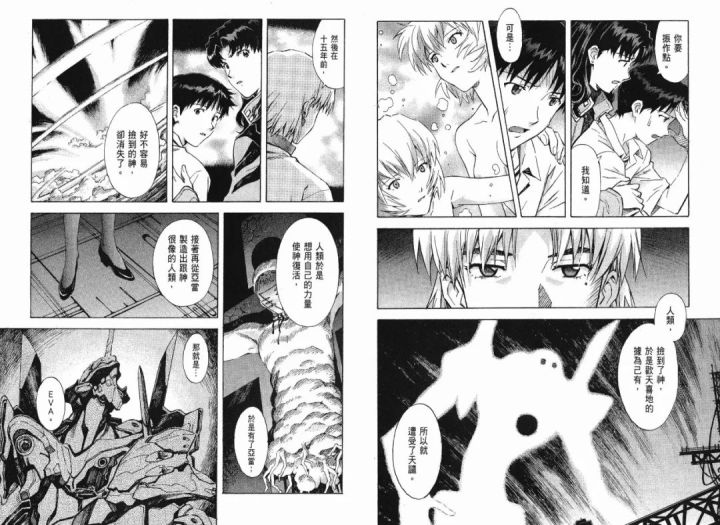 你要
振作點。
我知道。
可是…
人類，
撿到了神，
於是歡天喜地的
據為己有，
所以就
遭受了天譴。
然後在
十五年前，
好不容易
撿到的神，
卻消失了。
人類於是
想用自己的力量
使神復活，
於是有了亞當…
接著再從亞當
製造出跟神
很像的人類，
那就是…
EVA。